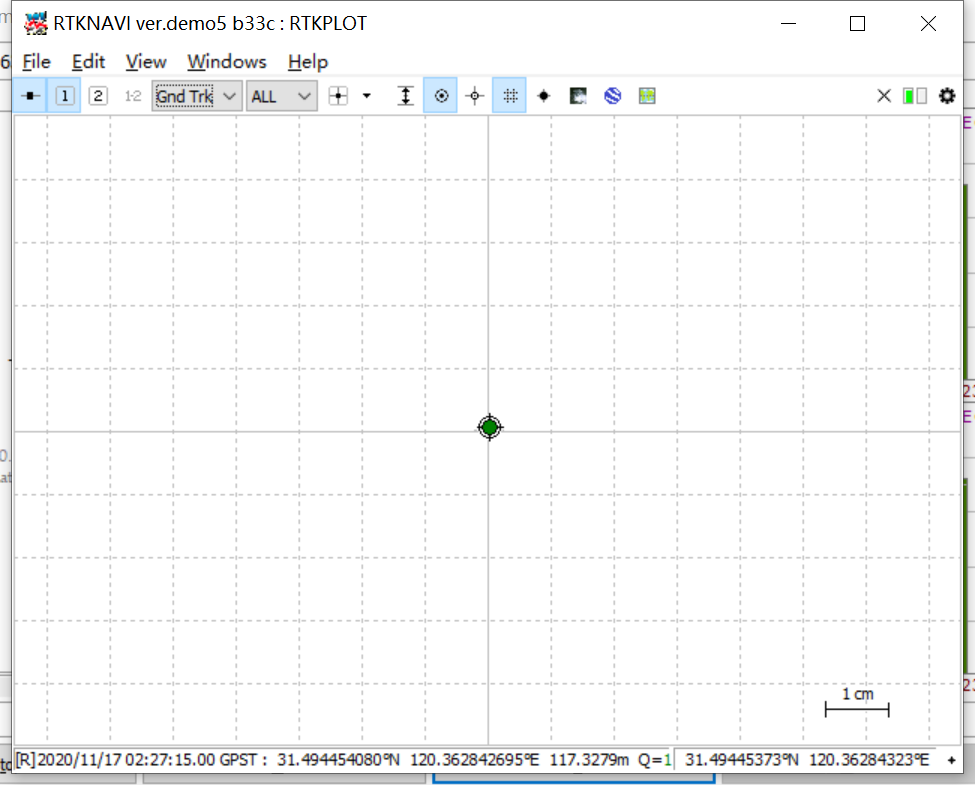 RTKNAVI ver.demo5 b33c : RTKPLOT
File Edit View Windows Help
1 2 1-2 Gnd Trk ALL
1 cm
[R]2020/11/17 02:27:15.00 GPST : 31.494454080°N 120.362842695°E 117.3279m Q=1 31.49445373°N 120.36284323°E